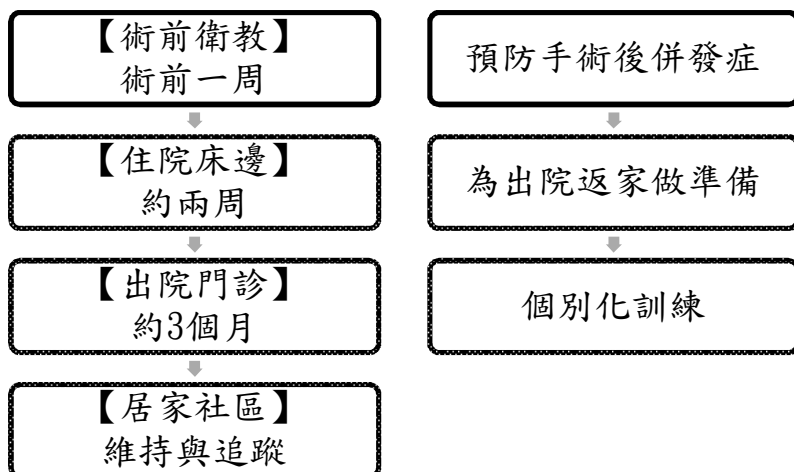 【術前衛教】
術前一周
【住院床邊】
約兩周
【出院門診】
約3個月
【居家社區】
維持與追蹤
預防手術後併發症
為出院返家做準備
個別化訓練